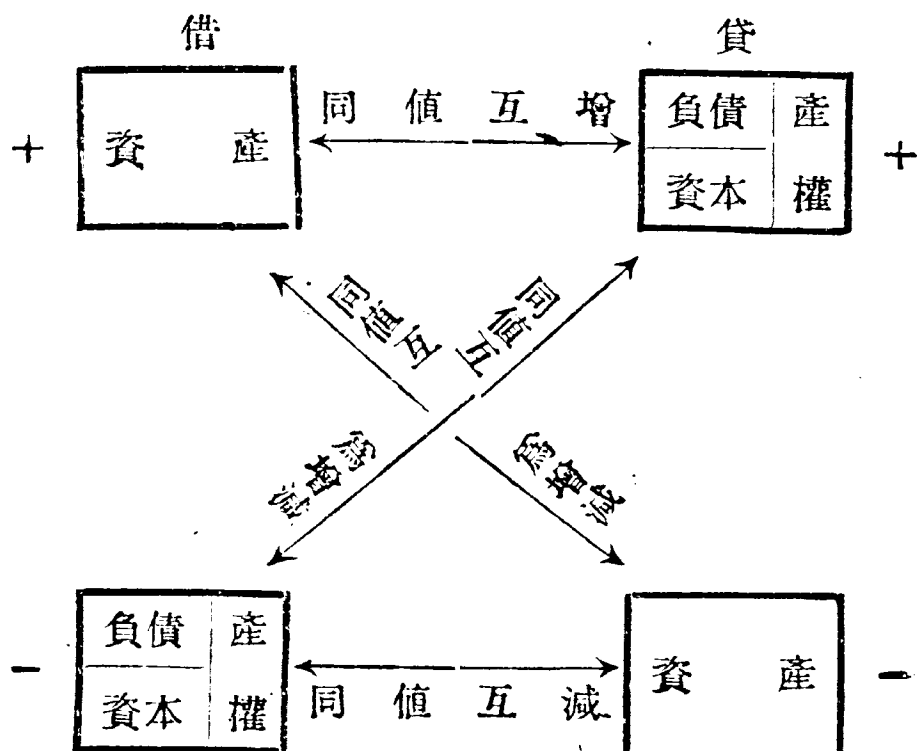 借 貸
+ 資產 同值互增 負債 產 +
資本 權
同值互 同值互
為增減 為增減
- 負債 產 資產 -
資本 權 同值互減